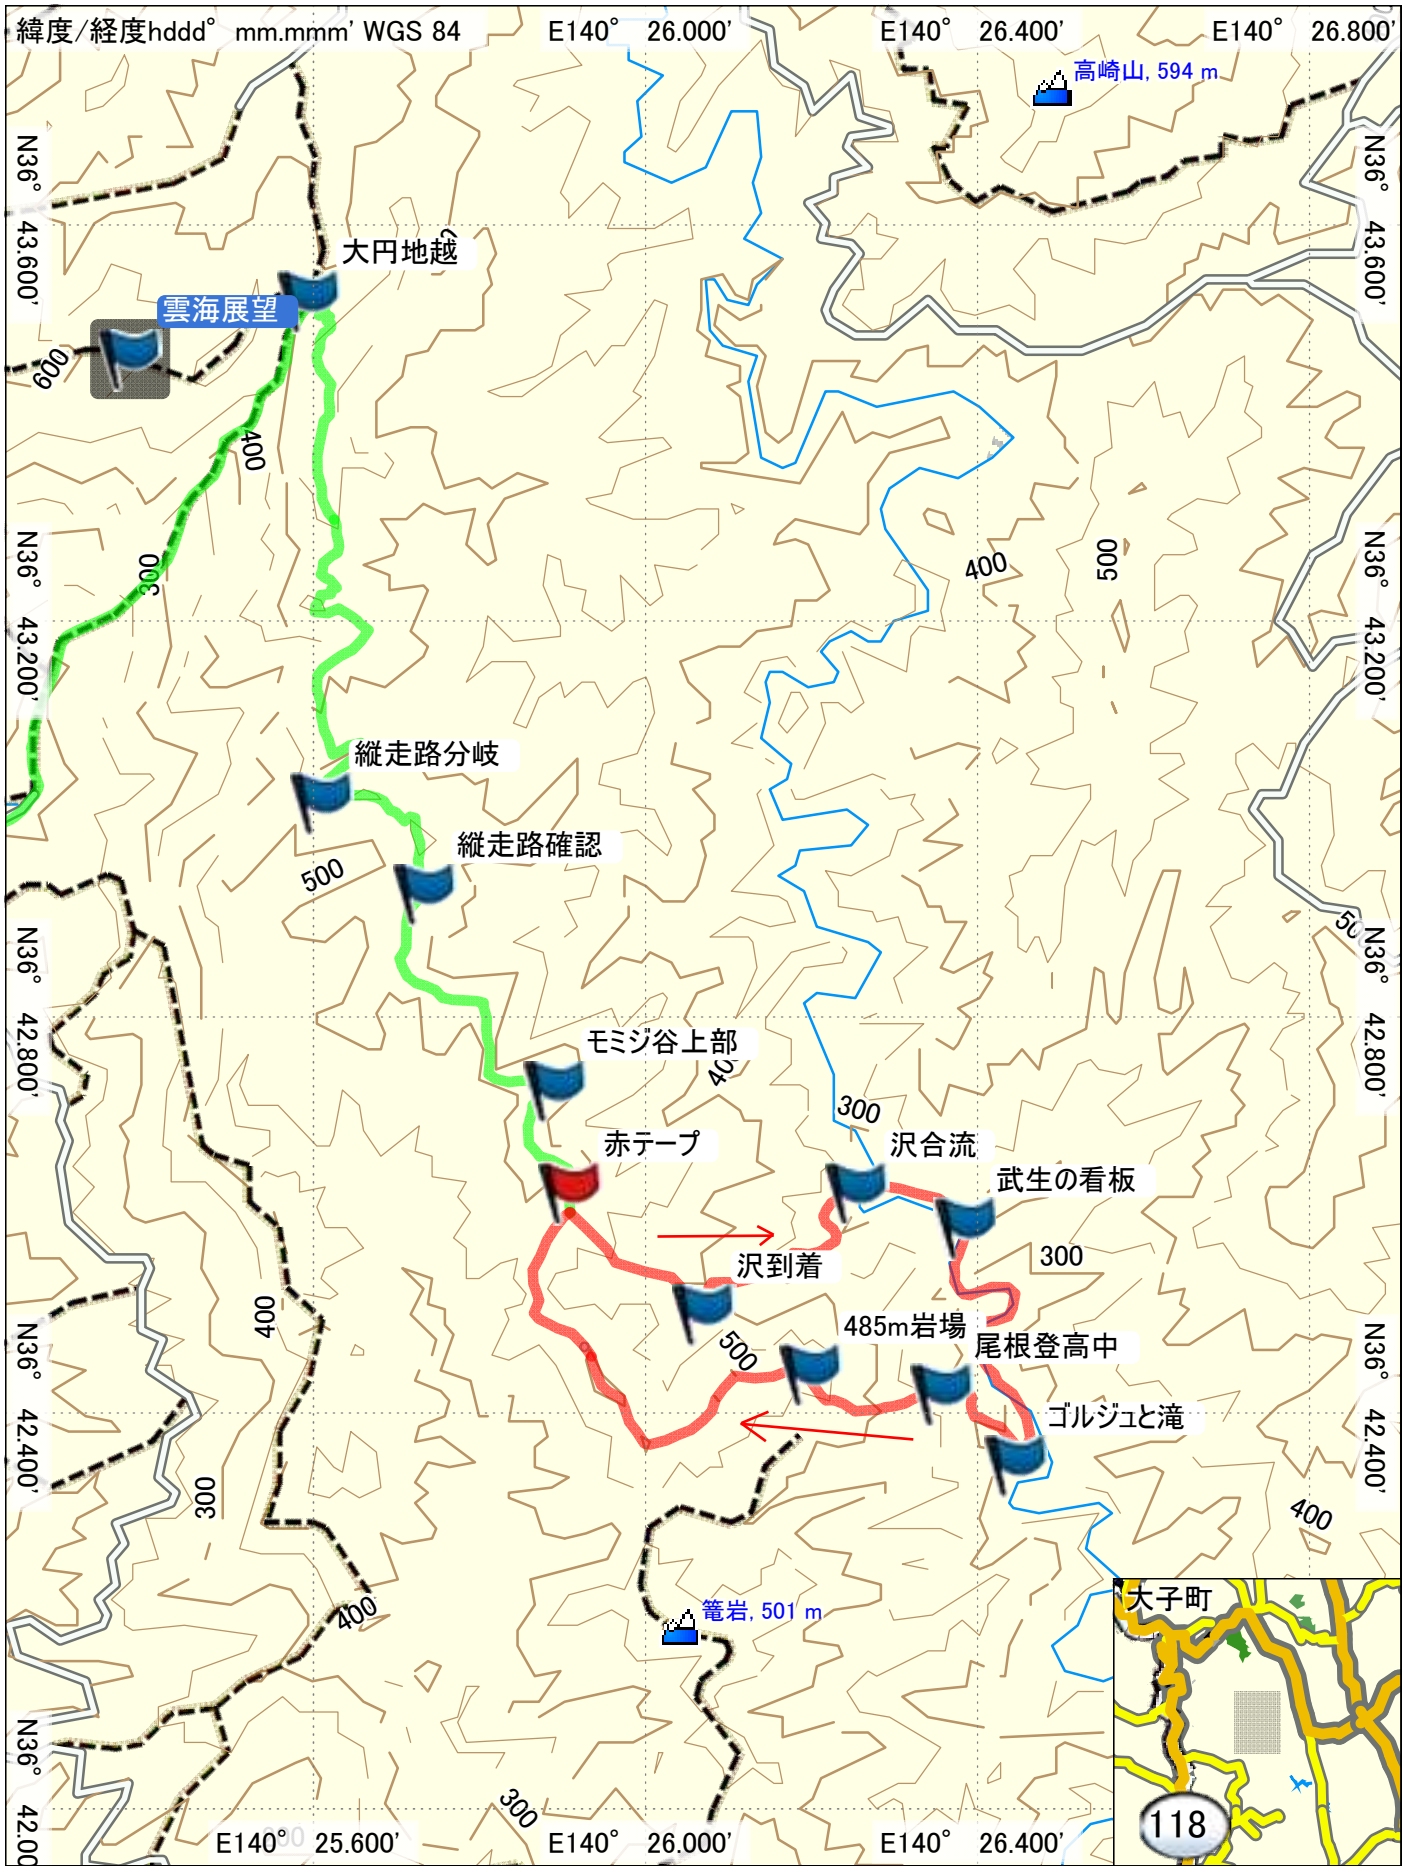 緯度/経度hddd° mm.mmm' WGS 84
E140° 26.000'
E140° 26.400'
E140° 26.800'
高崎山, 594 m
N36° 43.600'
N36° 43.600'
大円地越
雲海展望
600
400
300
400
500
N36° 43.200'
N36° 43.200'
縦走路分岐
縦走路確認
500
500
N36° 42.800'
N36° 42.800'
モミジ谷上部
400
300
赤テープ
沢合流
武生の看板
300
沢到着
400
500
485m岩場
尾根登高中
N36° 42.400'
N36° 42.400'
ゴルジュと滝
300
400
400
篭岩, 501 m
大子町
N36° 42.00
300
118
E140° 25.600'
E140° 26.000'
E140° 26.400'